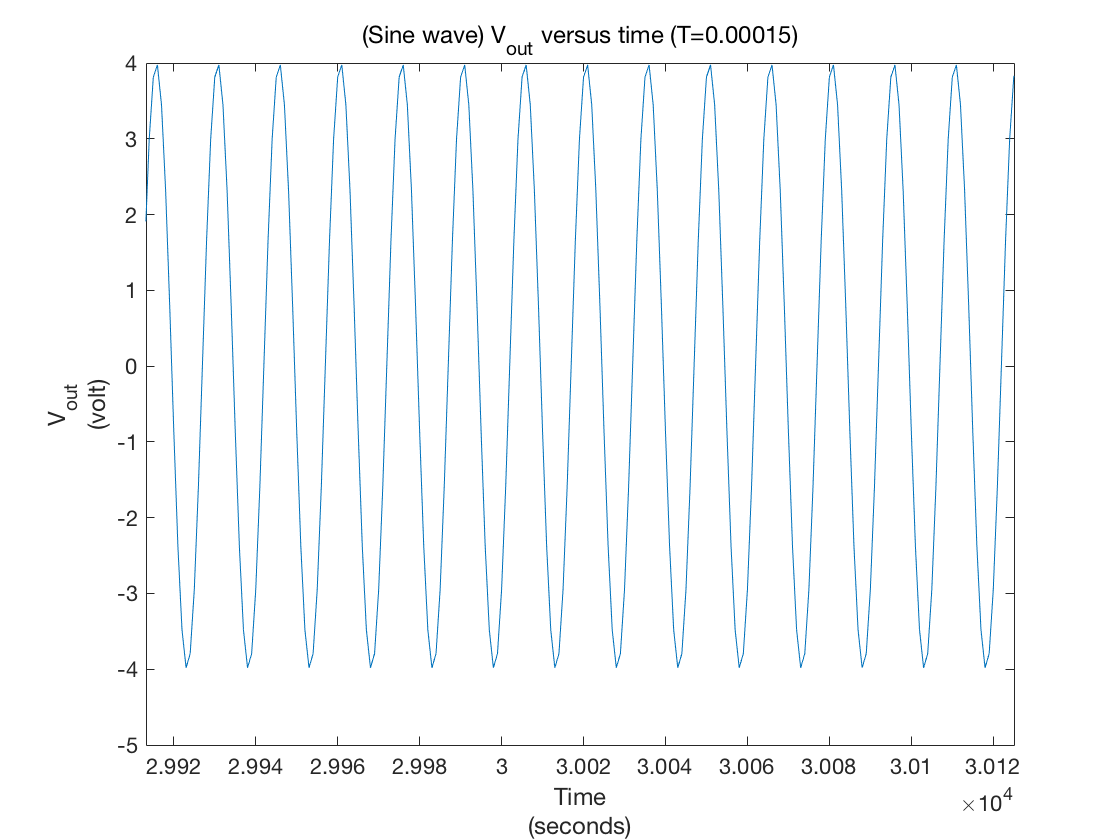 (Sine wave) Vout versus time (T=0.00015)
4
3
2
1
0
-1
-2
-3
-4
-5
Vout
(volt)
2.992 2.994 2.996 2.998 3 3.002 3.004 3.006 3.008 3.01 3.012
×10^4
Time
(seconds)